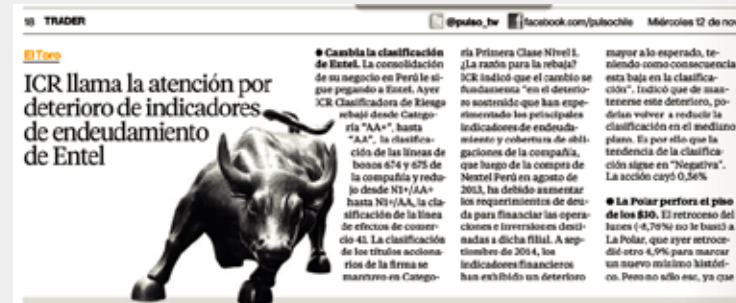 18 TRADER
@pulso_tw facebook.com/pulsochile Miércoles 12 de nov
El Toro
ICR llama la atención por
deterioro de indicadores
de endeudamiento
de Entel
● Cambia la clasificación
de Entel. La consolidación
de su negocio en Perú le si-
gue pegando a Entel. Ayer
ICR Clasificadora de Riesgo
rebajó desde Catego-
ría "AA+", hasta
"AA", la clasifica-
ción de las líneas de
bonos 674 y 675 de
la compañía y redu-
jo desde N1+/AA+
hasta N1+/AA, la cla-
sificación de la línea
de efectos de comer-
cio 41. La clasificación
de los títulos acciona-
rios de la firma se
mantuvo en Catego-
ría Primera Clase Nivel 1.
¿La razón para la rebaja?
ICR indicó que el cambio se
fundamenta "en el deterio-
ro sostenido que han expe-
rimentado los principales
indicadores de endeuda-
miento y cobertura de obli-
gaciones de la compañía,
que luego de la compra de
Nextel Perú en agosto de
2013, ha debido aumentar
los requerimientos de deu-
da para financiar las opera-
ciones e inversiones desti-
nadas a dicha filial. A sep-
tiembre de 2014, los
indicadores financieros
han exhibido un deterioro
mayor a lo esperado, te-
niendo como consecuencia
esta baja en la clasifica-
ción". Indicó que de man-
tenerse este deterioro, po-
drían volver a reducir la
clasificación en el mediano
plazo. Es por ello que la
tendencia de la clasifica-
ción sigue en "Negativa".
La acción cayó 0,36%
● La Polar perfora el piso
de los $10. El retroceso del
lunes (-8,76%) no le bastó a
La Polar, que ayer retroce-
dió otro 4,9% para marcar
un nuevo mínimo históri-
co. Pero no sólo eso, ya que